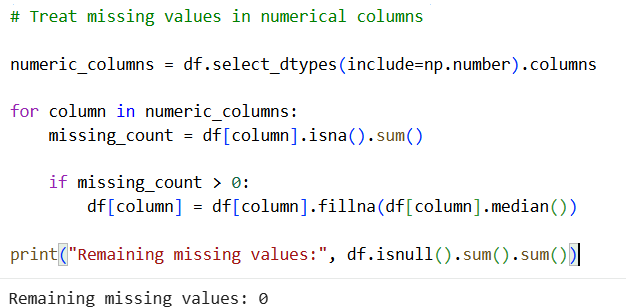 # Treat missing values in numerical columns
numeric_columns = df.select_dtypes(include=np.number).columns
for column in numeric_columns:
    missing_count = df[column].isna().sum()
    if missing_count > 0:
        df[column] = df[column].fillna(df[column].median())
print("Remaining missing values:", df.isnull().sum().sum())
Remaining missing values: 0